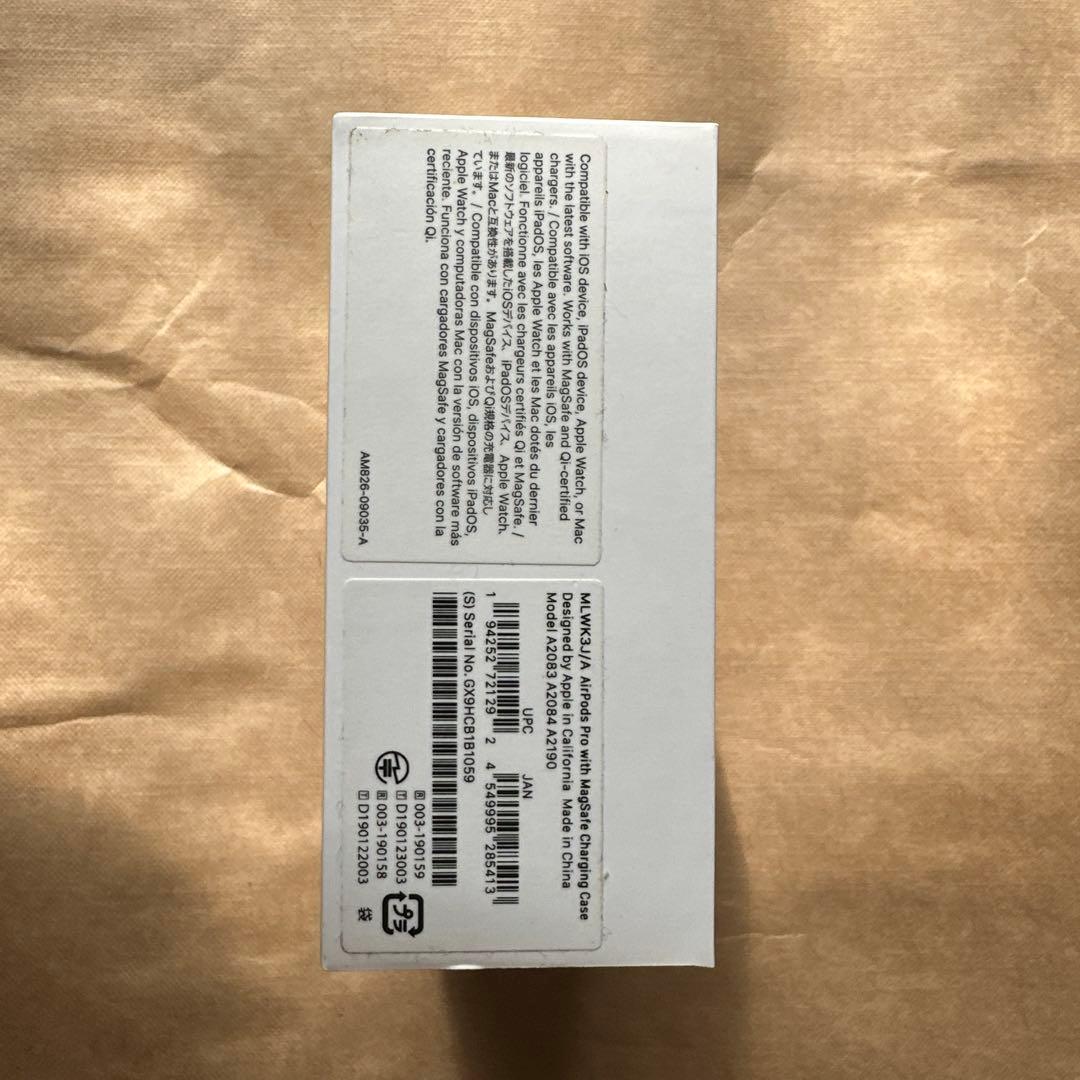 Compatible with iOS device, iPadOS device, Apple Watch, or Mac
with the latest software. Works with MagSafe and Qi-certified
chargers. / Compatible avec les appareils iOS, les
appareils iPadOS, les Apple Watch et les Mac dotés du dernier
logiciel. Fonctionne avec les chargeurs certifiés Qi et MagSafe. /
最新のソフトウェアを搭載したiOSデバイス、iPadOSデバイス、Apple Watch、
またはMacと互換性があります。MagSafeおよびQi規格の充電器に対応し
ています。/ Compatible con dispositivos iOS, dispositivos iPadOS,
Apple Watch y computadoras Mac con la versión de software más
reciente. Funciona con cargadores MagSafe y cargadores con la
certificación Qi.
AM826-09035-A
MLWK3J/A AirPods Pro with MagSafe Charging Case
Designed by Apple in California Made in China
Model A2083 A2084 A2190
UPC JAN
1 94252 72129 2 4 549995 285413
(S) Serial No. GX9HCB1B1059
R 003-190159
T D190123003
R 003-190158
T D190122003
プラ
袋